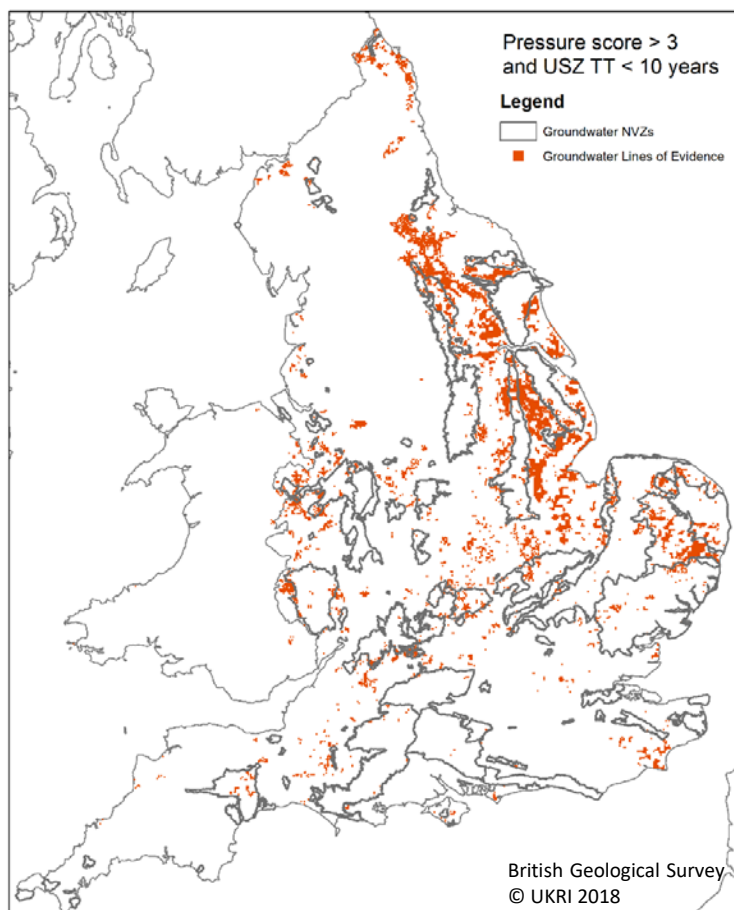 Pressure score > 3
and USZ TT < 10 years
Legend
Groundwater NVZs
Groundwater Lines of Evidence
British Geological Survey
© UKRI 2018